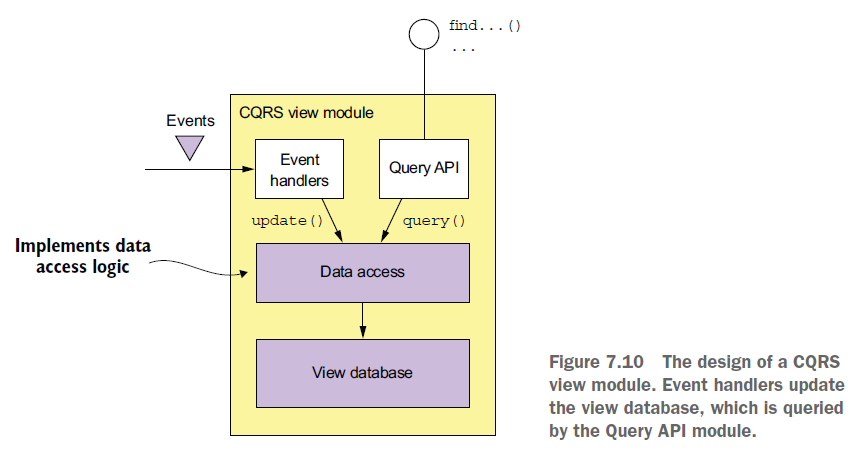 find...()
...
CQRS view module
Events
Event
handlers
Query API
update()
query()
Implements data
access logic
Data access
View database
Figure 7.10 The design of a CQRS
view module. Event handlers update
the view database, which is queried
by the Query API module.